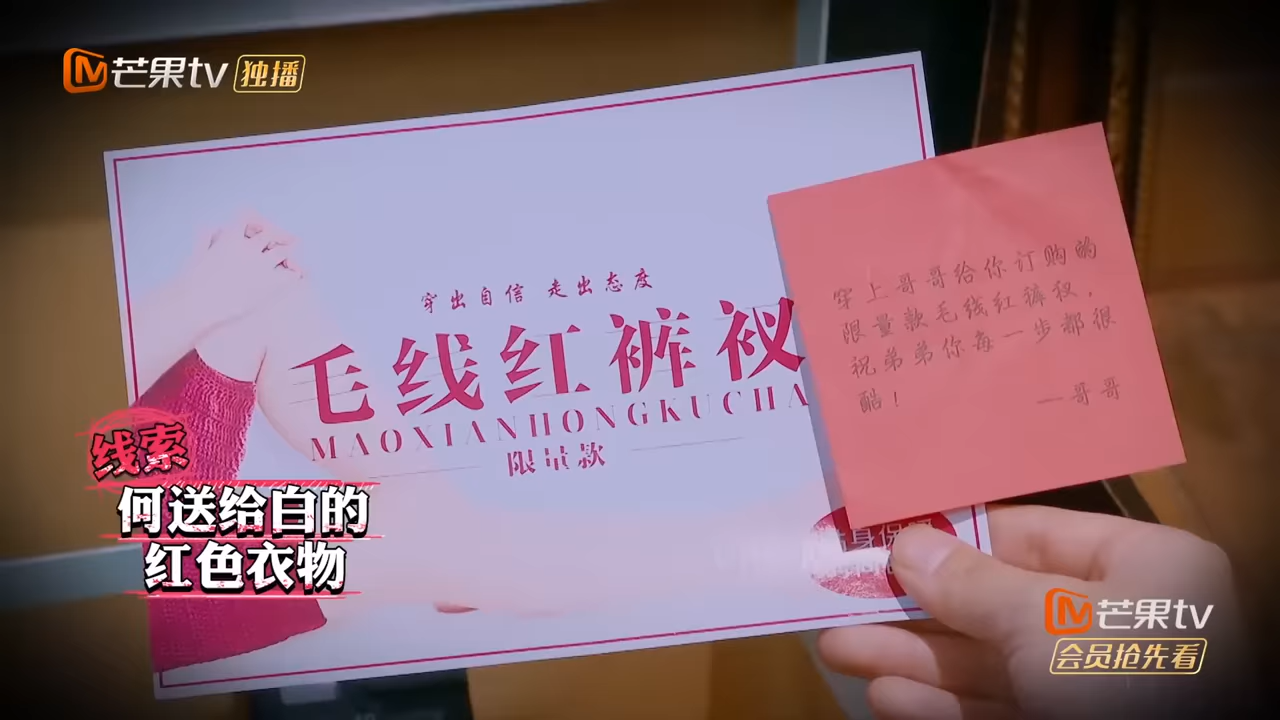 芒果tv 独播
穿出自信 走出态度
毛线红裤衩
MAOXIANHONGKUCHA
限量款
穿上哥哥给你订购的
限量款毛线红裤衩，
祝弟弟你每一步都很
酷！
—哥哥
线索
何送给白的
红色衣物
芒果tv
会员抢先看